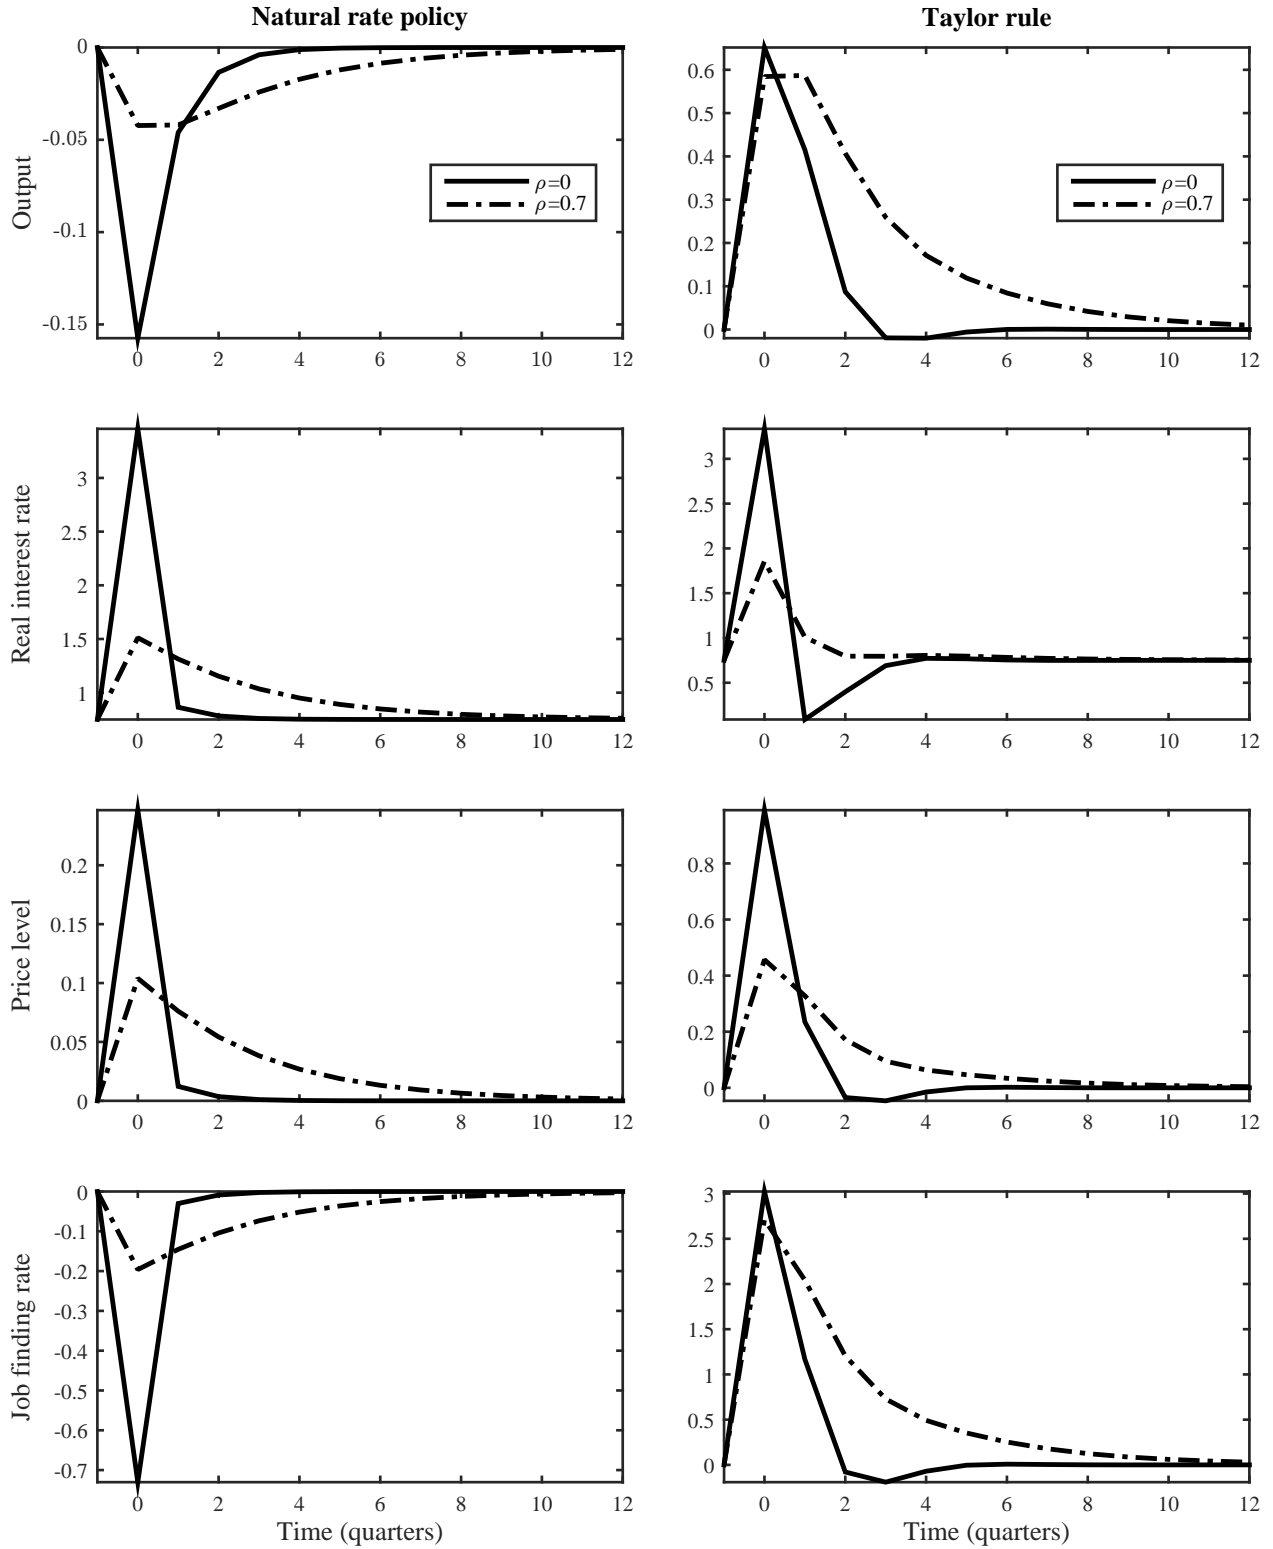 Natural rate policy
Taylor rule
Output
0
-0.05
-0.1
-0.15
ρ=0
ρ=0.7
0 2 4 6 8 10 12
0.6
0.5
0.4
0.3
0.2
0.1
0
ρ=0
ρ=0.7
0 2 4 6 8 10 12
Real interest rate
3
2.5
2
1.5
1
0 2 4 6 8 10 12
3
2.5
2
1.5
1
0.5
0 2 4 6 8 10 12
Price level
0.2
0.15
0.1
0.05
0
0 2 4 6 8 10 12
0.8
0.6
0.4
0.2
0
0 2 4 6 8 10 12
Job finding rate
0
-0.1
-0.2
-0.3
-0.4
-0.5
-0.6
-0.7
0 2 4 6 8 10 12
Time (quarters)
3
2.5
2
1.5
1
0.5
0
0 2 4 6 8 10 12
Time (quarters)